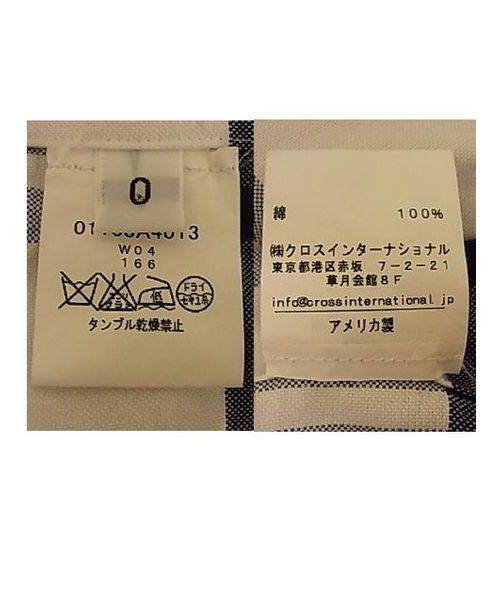 0
W04
166
低
ドライ
セキユ系
タンブル乾燥禁止
綿 100%
㈱クロスインターナショナル
東京都港区赤坂 7-2-21
草月会館8F
info@crossinternational.jp
アメリカ製